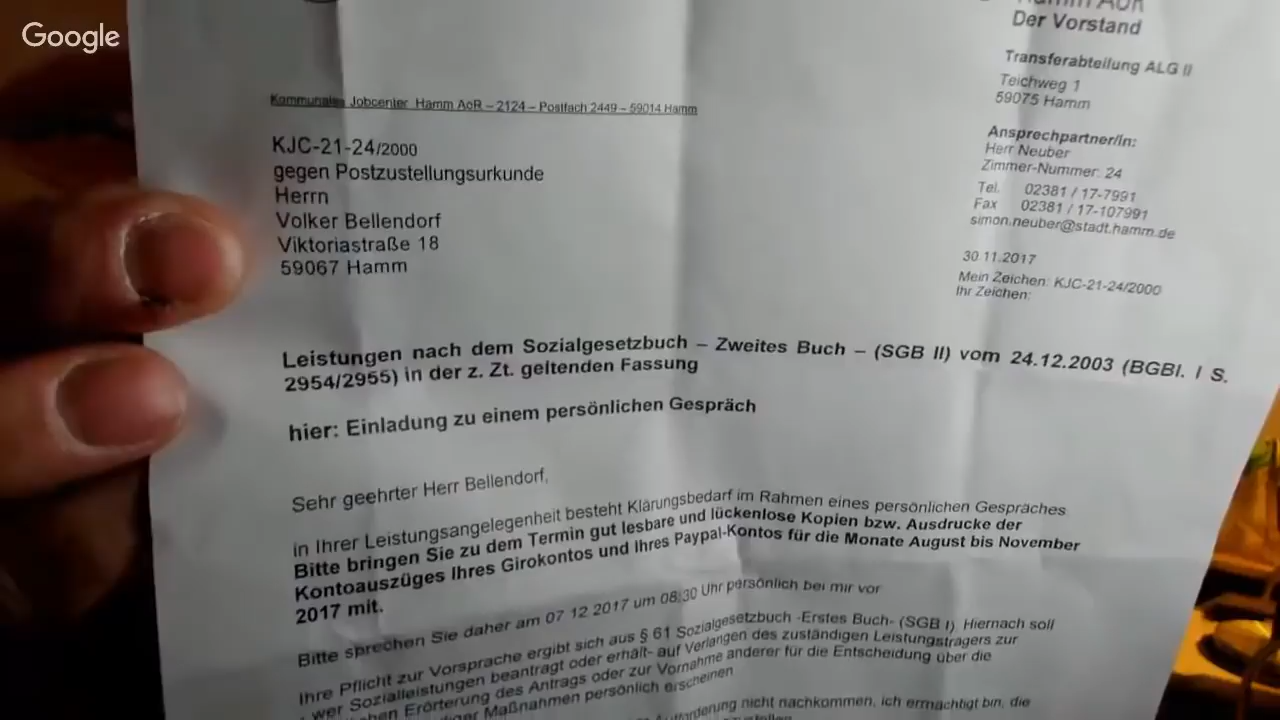 Google
Hamm AöR
Der Vorstand
Transferabteilung ALG II
Teichweg 1
59075 Hamm
Kommunales Jobcenter Hamm AöR – 2124 – Postfach 2449 – 59014 Hamm
Ansprechpartner/in:
Herr Neuber
Zimmer-Nummer: 24
Tel. 02381 / 17-7991
Fax 02381 / 17-107991
simon.neuber@stadt.hamm.de
30.11.2017
Mein Zeichen: KJC-21-24/2000
Ihr Zeichen:
KJC-21-24/2000
gegen Postzustellungsurkunde
Herrn
Volker Bellendorf
Viktoriastraße 18
59067 Hamm
Leistungen nach dem Sozialgesetzbuch – Zweites Buch – (SGB II) vom 24.12.2003 (BGBl. I S.
2954/2955) in der z. Zt. geltenden Fassung
hier: Einladung zu einem persönlichen Gespräch
Sehr geehrter Herr Bellendorf,
in Ihrer Leistungsangelegenheit besteht Klärungsbedarf im Rahmen eines persönlichen Gespräches
Bitte bringen Sie zu dem Termin gut lesbare und lückenlose Kopien bzw. Ausdrucke der
Kontoauszüges Ihres Girokontos und Ihres Paypal-Kontos für die Monate August bis November
2017 mit.
Bitte sprechen Sie daher am 07 12 2017 um 08:30 Uhr persönlich bei mir vor
Ihre Pflicht zur Vorsprache ergibt sich aus § 61 Sozialgesetzbuch -Erstes Buch- (SGB I). Hiernach soll
wer Sozialleistungen beantragt oder erhält- auf Verlangen des zuständigen Leistungsträgers zur
Erörterung des Antrags oder zur Vornahme anderer für die Entscheidung über die
Maßnahmen persönlich erscheinen
nicht nachkommen, ich ermächtigt bin, die